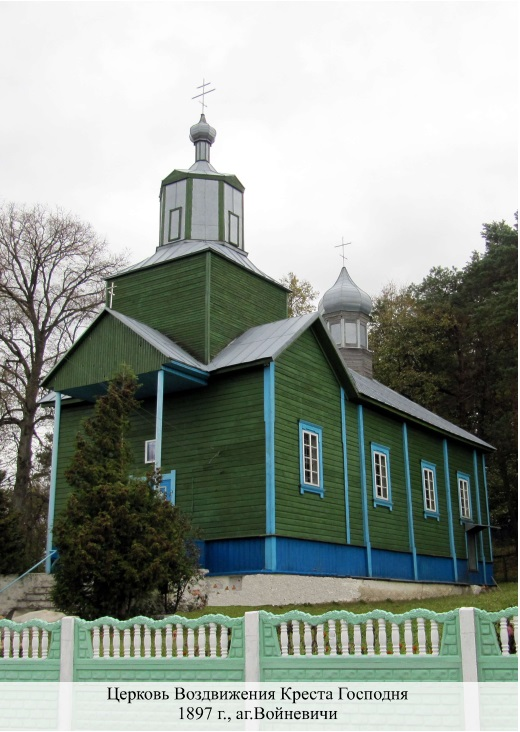 Церковь Воздвижения Креста Господня
1897 г., аг.Войневичи